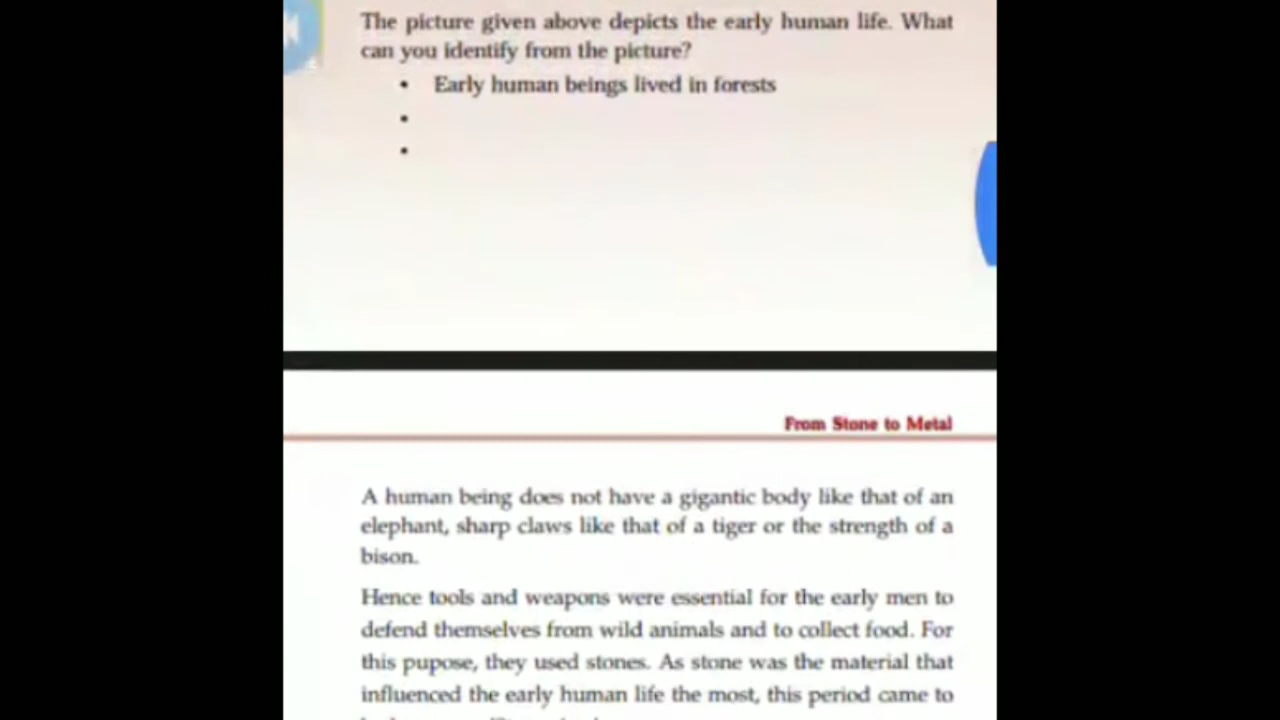 The picture given above depicts the early human life. What
can you identify from the picture?
• Early human beings lived in forests
•
•
From Stone to Metal
A human being does not have a gigantic body like that of an
elephant, sharp claws like that of a tiger or the strength of a
bison.
Hence tools and weapons were essential for the early men to
defend themselves from wild animals and to collect food. For
this pupose, they used stones. As stone was the material that
influenced the early human life the most, this period came to